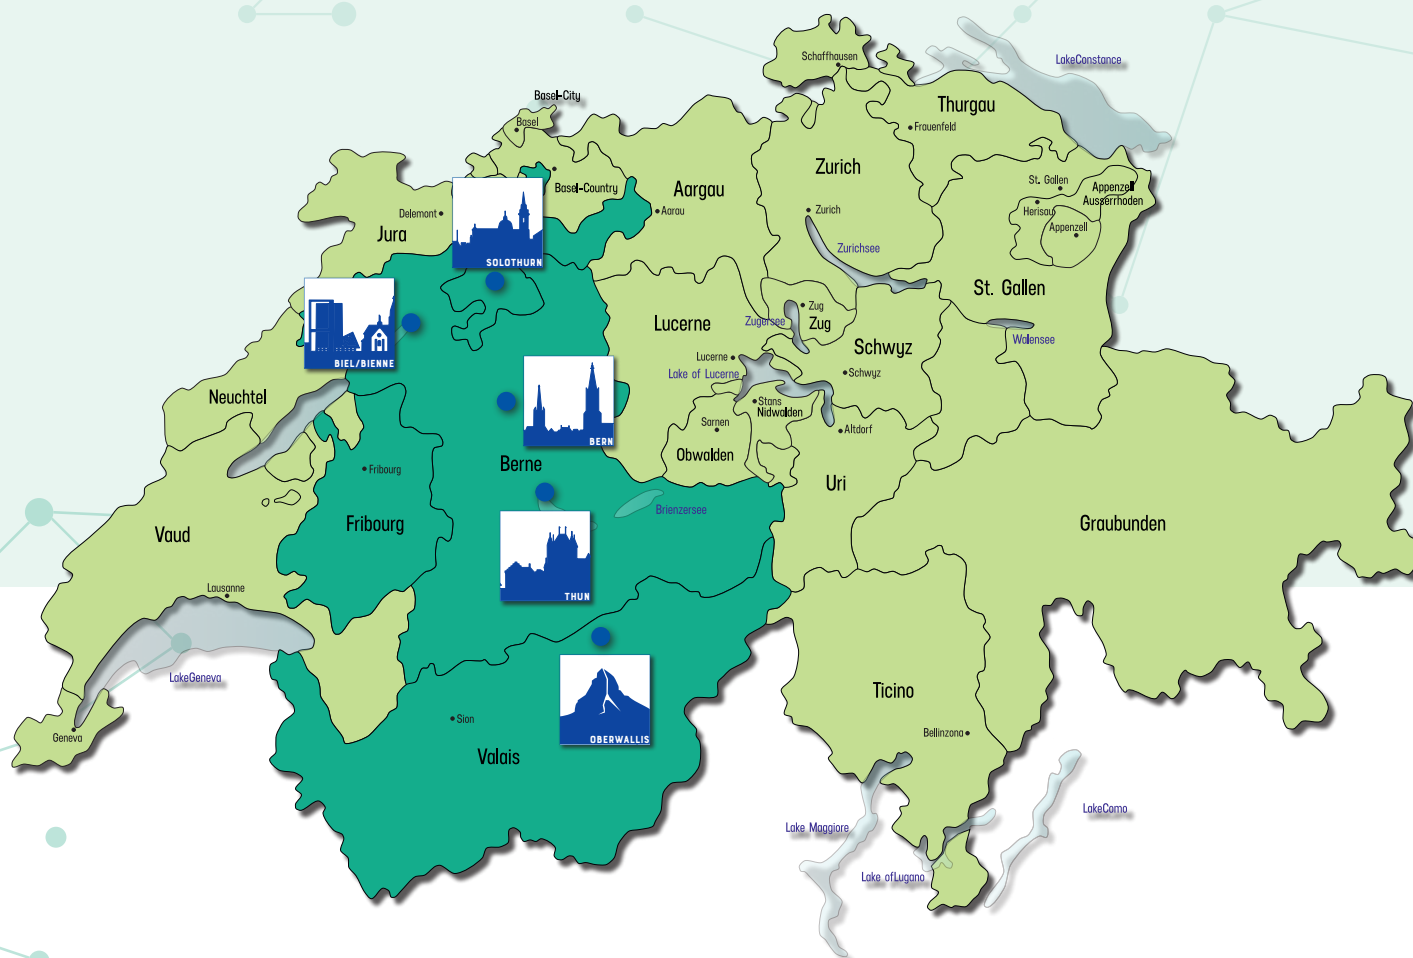 Schaffhausen
LakeConstance
Basel-City
Basel
Thurgau
Frauenfeld
Zurich
Aargau
Basel-Country
St. Gallen
Appenzell
Ausserrhoden
Herisau
Appenzell
Delemont
Aarau
Zurich
Jura
Zurichsee
SOLOTHURN
St. Gallen
Zug
Zug
Zugersee
Lucerne
Walensee
Schwyz
BIEL/BIENNE
Lucerne
Lake of Lucerne
Schwyz
Neuchtel
Stans
Nidwalden
Sarnen
Altdorf
BERN
Obwalden
Berne
Fribourg
Uri
Brienzersee
Fribourg
Graubunden
Vaud
Lausanne
THUN
LakeGeneva
Ticino
Sion
Geneva
OBERWALLIS
Bellinzona
Valais
LakeComo
Lake Maggiore
Lake ofLugano